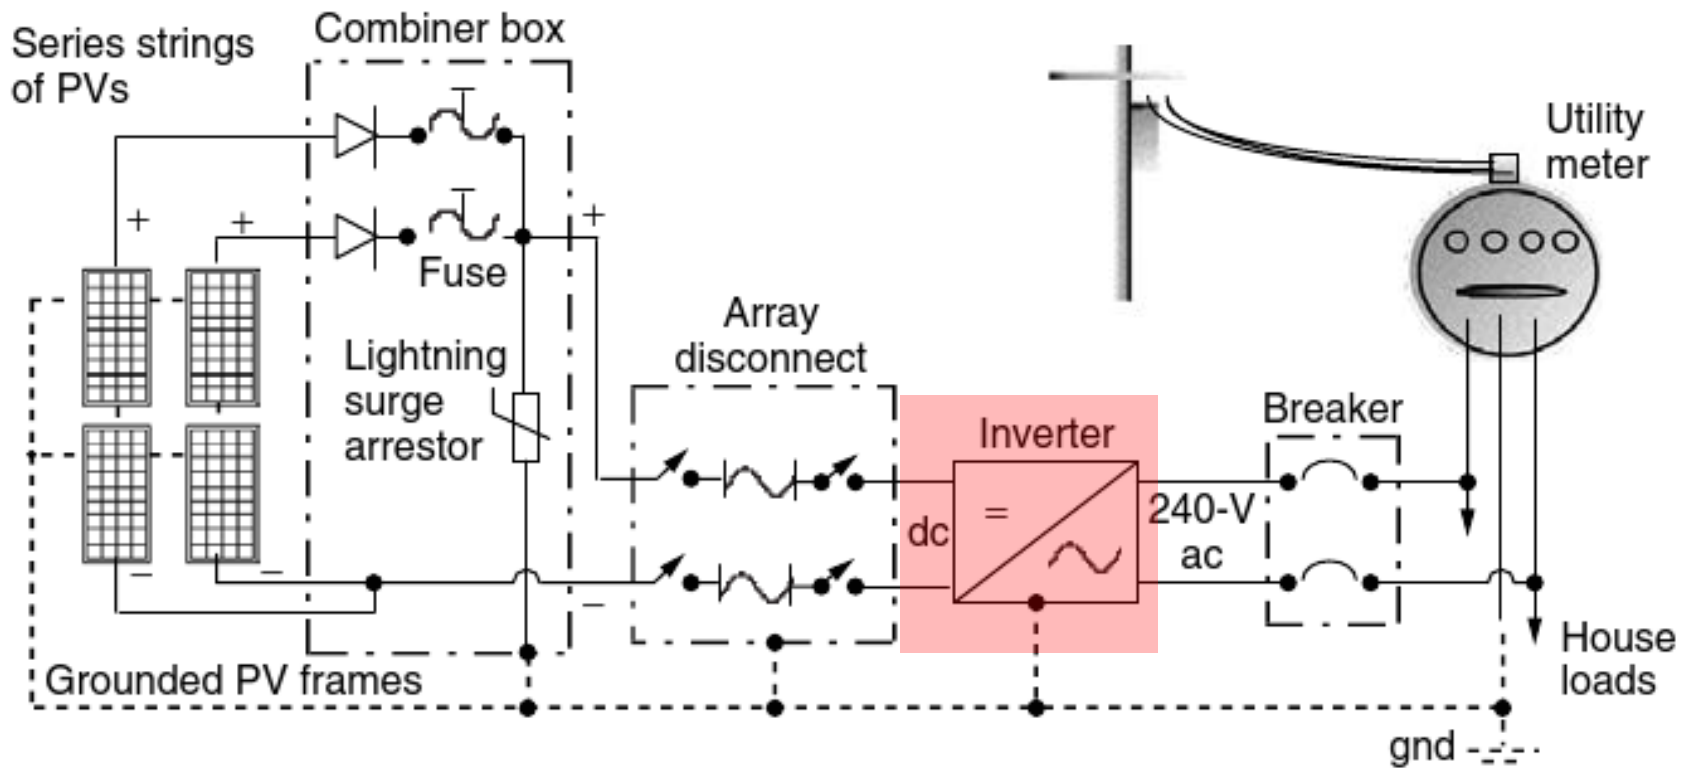 Series strings
of PVs
Combiner box
+
+
+
Fuse
Lightning
surge
arrestor
Array
disconnect
Inverter
=
dc
240-V
ac
Breaker
Utility
meter
−
−
−
Grounded PV frames
House
loads
gnd